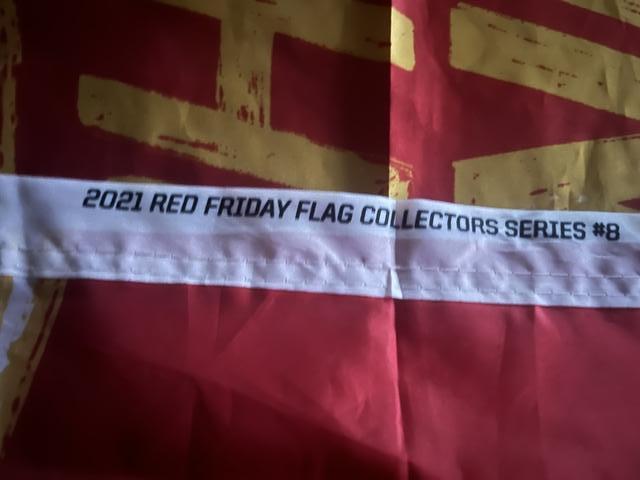 2021 RED FRIDAY FLAG COLLECTORS SERIES #8